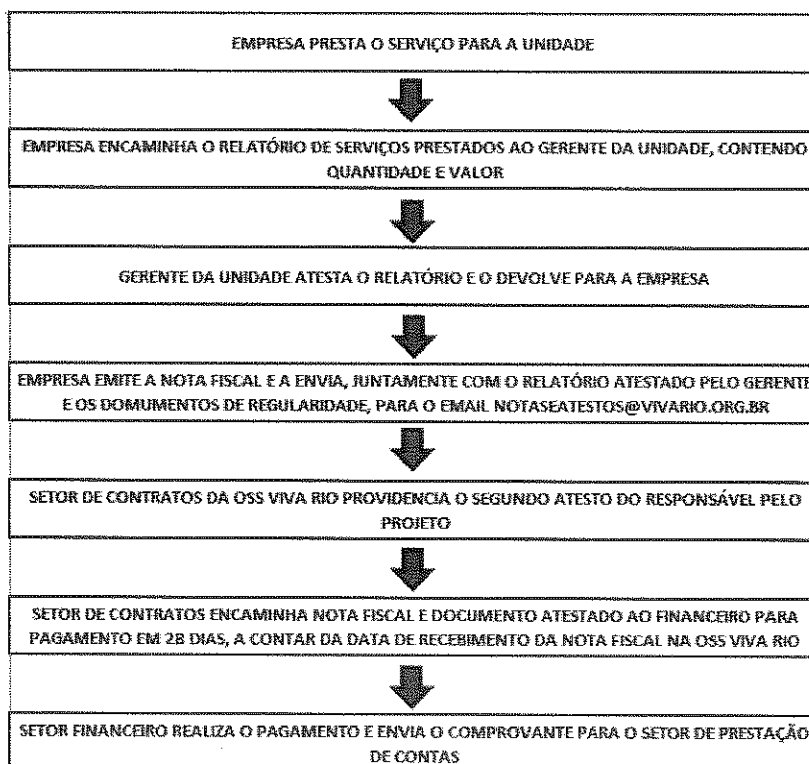 EMPRESA PRESTA O SERVIÇO PARA A UNIDADE
EMPRESA ENCAMINHA O RELATÓRIO DE SERVIÇOS PRESTADOS AO GERENTE DA UNIDADE, CONTENDO
QUANTIDADE E VALOR
GERENTE DA UNIDADE ATESTA O RELATÓRIO E O DEVOLVE PARA A EMPRESA
EMPRESA EMITE A NOTA FISCAL E A ENVIA, JUNTAMENTE COM O RELATÓRIO ATESTADO PELO GERENTE
E OS DOMUMENTOS DE REGULARIDADE, PARA O EMAIL NOTASEATESTOS@VIVARIO.ORG.BR
SETOR DE CONTRATOS DA OSS VIVA RIO PROVIDENCIA O SEGUNDO ATESTO DO RESPONSÁVEL PELO
PROJETO
SETOR DE CONTRATOS ENCAMINHA NOTA FISCAL E DOCUMENTO ATESTADO AO FINANCEIRO PARA
PAGAMENTO EM 28 DIAS, A CONTAR DA DATA DE RECEBIMENTO DA NOTA FISCAL NA OSS VIVA RIO
SETOR FINANCEIRO REALIZA O PAGAMENTO E ENVIA O COMPROVANTE PARA O SETOR DE PRESTAÇÃO
DE CONTAS